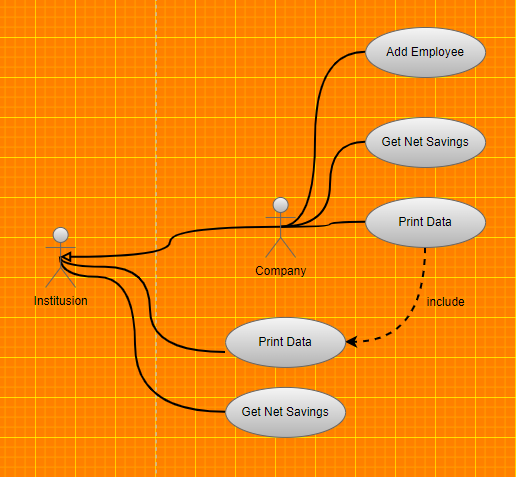 Add Employee
Get Net Savings
Print Data
Company
Institusion
include
Print Data
Get Net Savings